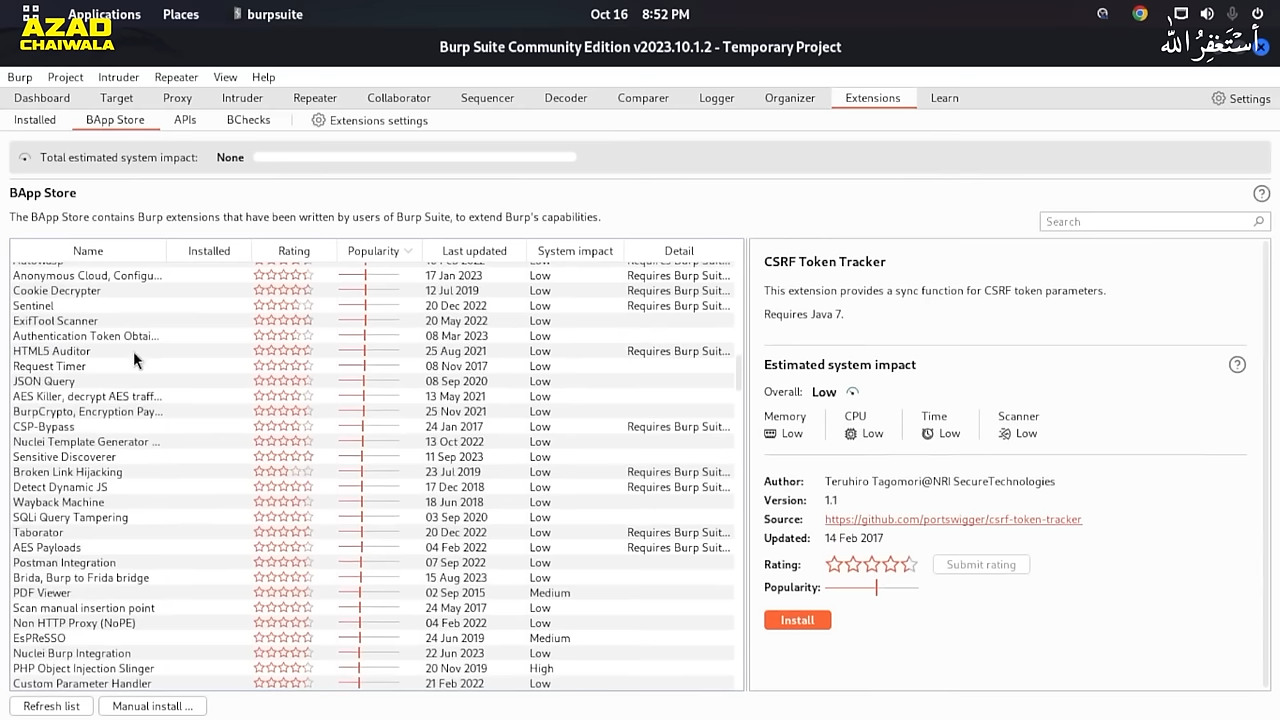 Applications Places burpsuite Oct 16 8:52 PM
AZAD
CHAIWALA
أستغفر الله
Burp Suite Community Edition v2023.10.1.2 - Temporary Project
Burp Project Intruder Repeater View Help
Dashboard Target Proxy Intruder Repeater Collaborator Sequencer Decoder Comparer Logger Organizer Extensions Learn Settings
Installed BApp Store APIs BChecks Extensions settings
Total estimated system impact: None
BApp Store
The BApp Store contains Burp extensions that have been written by users of Burp Suite, to extend Burp's capabilities.
Search
Name Installed Rating Popularity Last updated System impact Detail
Anonymous Cloud, Configu... 17 Jan 2023 Low Requires Burp Suit...
Cookie Decrypter 12 Jul 2019 Low Requires Burp Suit...
Sentinel 20 Dec 2022 Low Requires Burp Suit...
ExifTool Scanner 20 May 2022 Low
Authentication Token Obtai... 08 Mar 2023 Low
HTML5 Auditor 25 Aug 2021 Low Requires Burp Suit...
Request Timer 08 Nov 2017 Low
JSON Query 08 Sep 2020 Low
AES Killer, decrypt AES traff... 13 May 2021 Low
BurpCrypto, Encryption Pay... 25 Nov 2021 Low
CSP-Bypass 24 Jan 2017 Low Requires Burp Suit...
Nuclei Template Generator ... 13 Oct 2022 Low
Sensitive Discoverer 11 Sep 2023 Low
Broken Link Hijacking 23 Jul 2019 Low Requires Burp Suit...
Detect Dynamic JS 17 Dec 2018 Low Requires Burp Suit...
Wayback Machine 18 Jun 2018 Low
SQLi Query Tampering 03 Sep 2020 Low
Taborator 20 Dec 2022 Low Requires Burp Suit...
AES Payloads 04 Feb 2022 Low Requires Burp Suit...
Postman Integration 07 Sep 2022 Low
Brida, Burp to Frida bridge 15 Aug 2023 Low
PDF Viewer 02 Sep 2015 Medium
Scan manual insertion point 24 May 2017 Low
Non HTTP Proxy (NoPE) 04 Feb 2022 Low
EsPReSSO 24 Jun 2019 Medium
Nuclei Burp Integration 22 Jun 2023 Low
PHP Object Injection Slinger 20 Nov 2019 High
Custom Parameter Handler 21 Feb 2022 Low
Refresh list Manual install ...
CSRF Token Tracker
This extension provides a sync function for CSRF token parameters.
Requires Java 7.
Estimated system impact
Overall: Low
Memory CPU Time Scanner
Low Low Low Low
Author: Teruhiro Tagomori@NRI SecureTechnologies
Version: 1.1
Source: https://github.com/portswigger/csrf-token-tracker
Updated: 14 Feb 2017
Rating: Submit rating
Popularity:
Install